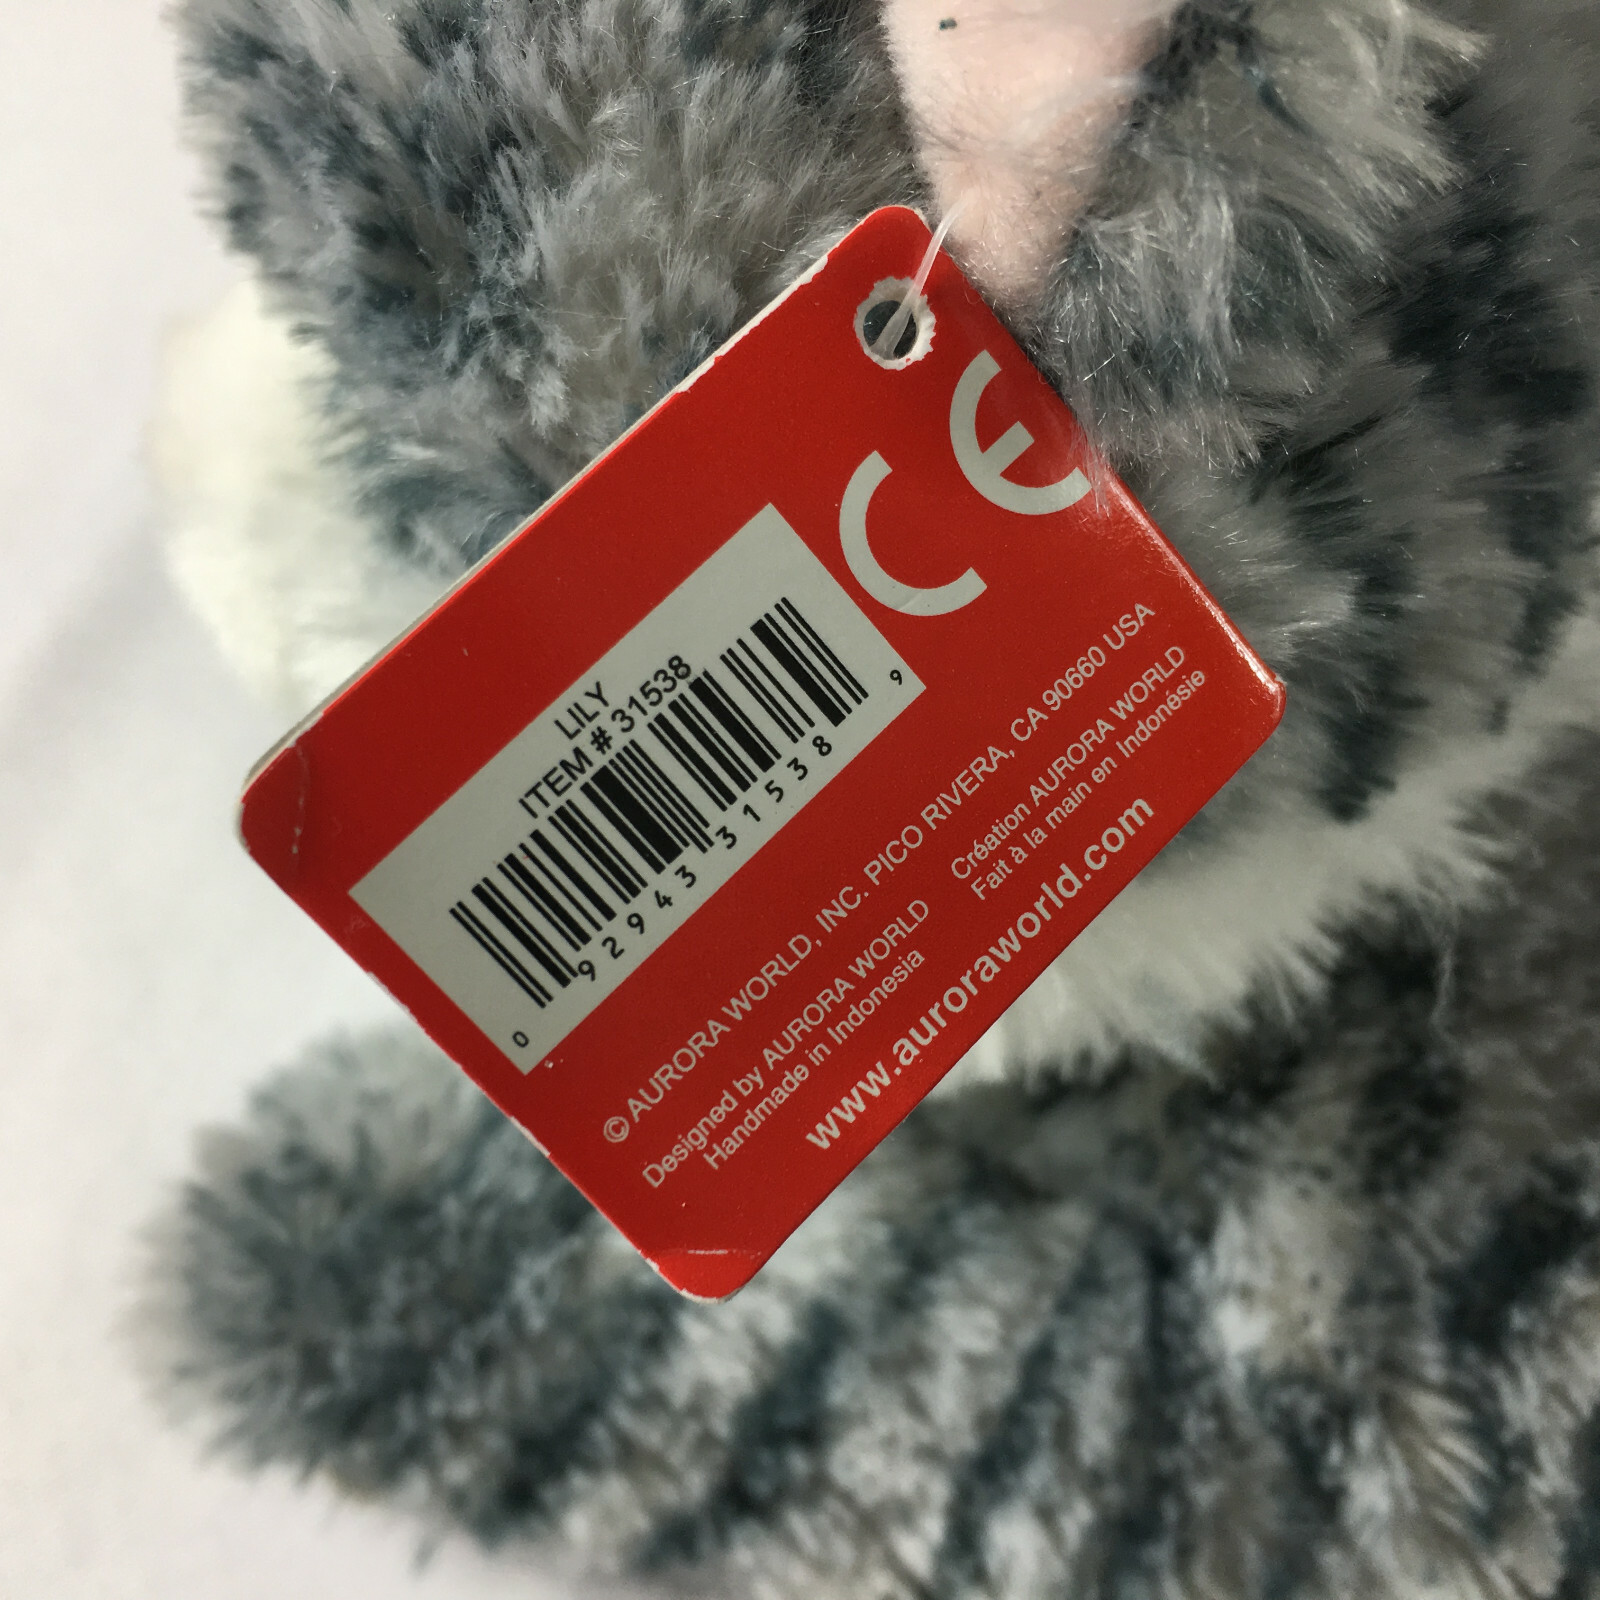 CE
LILY
ITEM # 31538
0 92943 31538 9
© AURORA WORLD, INC. PICO RIVERA, CA 90660 USA
Designed by AURORA WORLD
Handmade in Indonesia
Création AURORA WORLD
Fait à la main en Indonésie
www.auroraworld.com